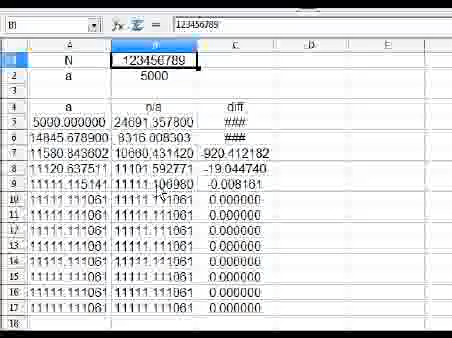 B1 fx Σ = 123456789
A B C D E
1 N 123456789
2 a 5000
3
4 a n/a diff
5 5000.000000 24691.357800 ###
6 14845.678900 8316.008303 ###
7 11580.843602 10660.431420 -920.412182
8 11120.637511 11101.592771 -19.044740
9 11111.115141 11111.106980 -0.008161
10 11111.111061 11111.111061 0.000000
11 11111.111061 11111.111061 0.000000
12 11111.111061 11111.111061 0.000000
13 11111.111061 11111.111061 0.000000
14 11111.111061 11111.111061 0.000000
15 11111.111061 11111.111061 0.000000
16 11111.111061 11111.111061 0.000000
17 11111.111061 11111.111061 0.000000
18